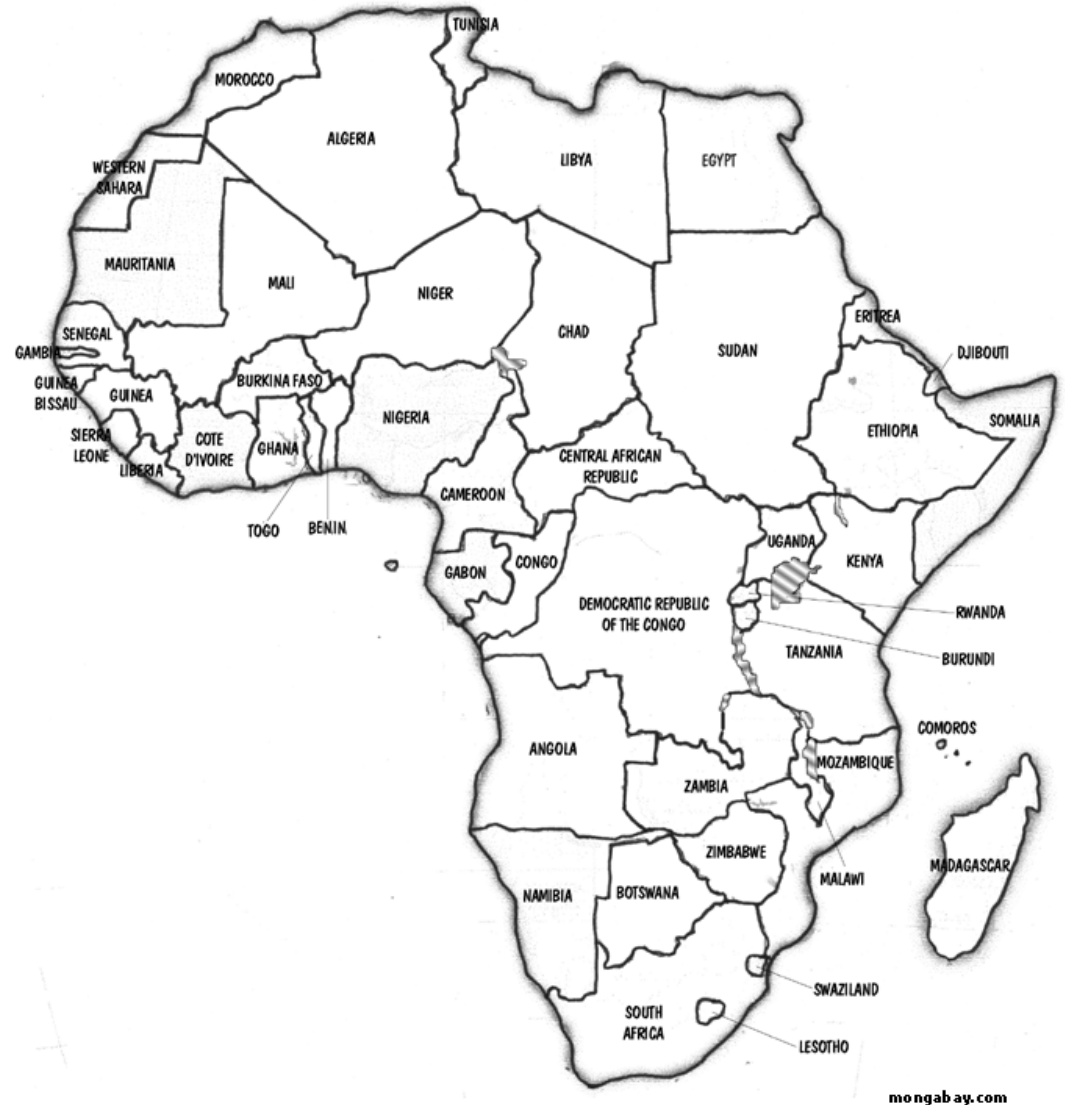 TUNISIA
MOROCCO
ALGERIA
LIBYA
EGYPT
WESTERN
SAHARA
MAURITANIA
MALI
NIGER
CHAD
SUDAN
ERITREA
DJIBOUTI
SENEGAL
GAMBIA
GUINEA
BISSAU
GUINEA
BURKINA FASO
NIGERIA
ETHIOPIA
SOMALIA
SIERRA
LEONE
LIBERIA
COTE
D'IVOIRE
GHANA
TOGO
BENIN
CENTRAL AFRICAN
REPUBLIC
CAMEROON
GABON
CONGO
UGANDA
KENYA
DEMOCRATIC REPUBLIC
OF THE CONGO
RWANDA
BURUNDI
TANZANIA
COMOROS
ANGOLA
ZAMBIA
MOZAMBIQUE
MALAWI
ZIMBABWE
MADAGASCAR
NAMIBIA
BOTSWANA
SWAZILAND
SOUTH
AFRICA
LESOTHO
mongabay.com